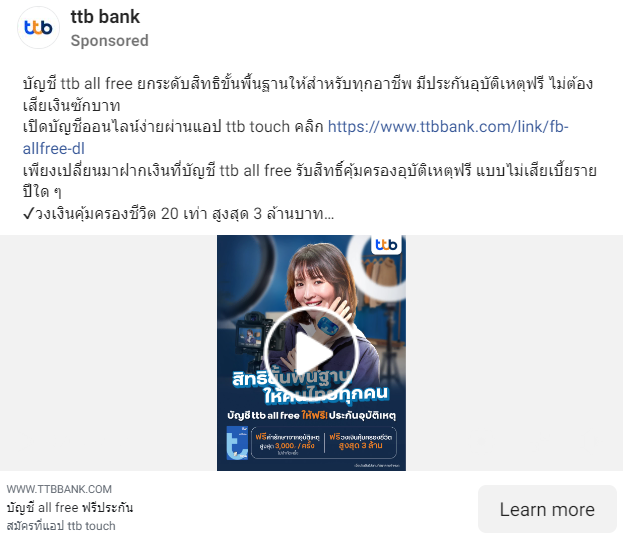 ttb
ttb bank
Sponsored
บัญชี ttb all free ยกระดับสิทธิขั้นพื้นฐานให้สำหรับทุกอาชีพ มีประกันอุบัติเหตุฟรี ไม่ต้อง
เสียเงินซักบาท
เปิดบัญชีออนไลน์ง่ายผ่านแอป ttb touch คลิก https://www.ttbbank.com/link/fb-
allfree-dl
เพียงเปลี่ยนมาฝากเงินที่บัญชี ttb all free รับสิทธิ์คุ้มครองอุบัติเหตุฟรี แบบไม่เสียเบี้ยราย
ปีใด ๆ
✓วงเงินคุ้มครองชีวิต 20 เท่า สูงสุด 3 ล้านบาท...
ttb
สิทธิขั้นพื้นฐาน
ให้คนไทยทุกคน
บัญชี ttb all free ให้ฟรี! ประกันอุบัติเหตุ
ฟรี ค่ารักษาจากอุบัติเหตุ
สูงสุด 3,000.-/ครั้ง
ไม่จำกัดครั้ง
ฟรี วงเงินคุ้มครองชีวิต
สูงสุด 3 ล้าน
WWW.TTBBANK.COM
บัญชี all free ฟรีประกัน
สมัครที่แอป ttb touch
Learn more